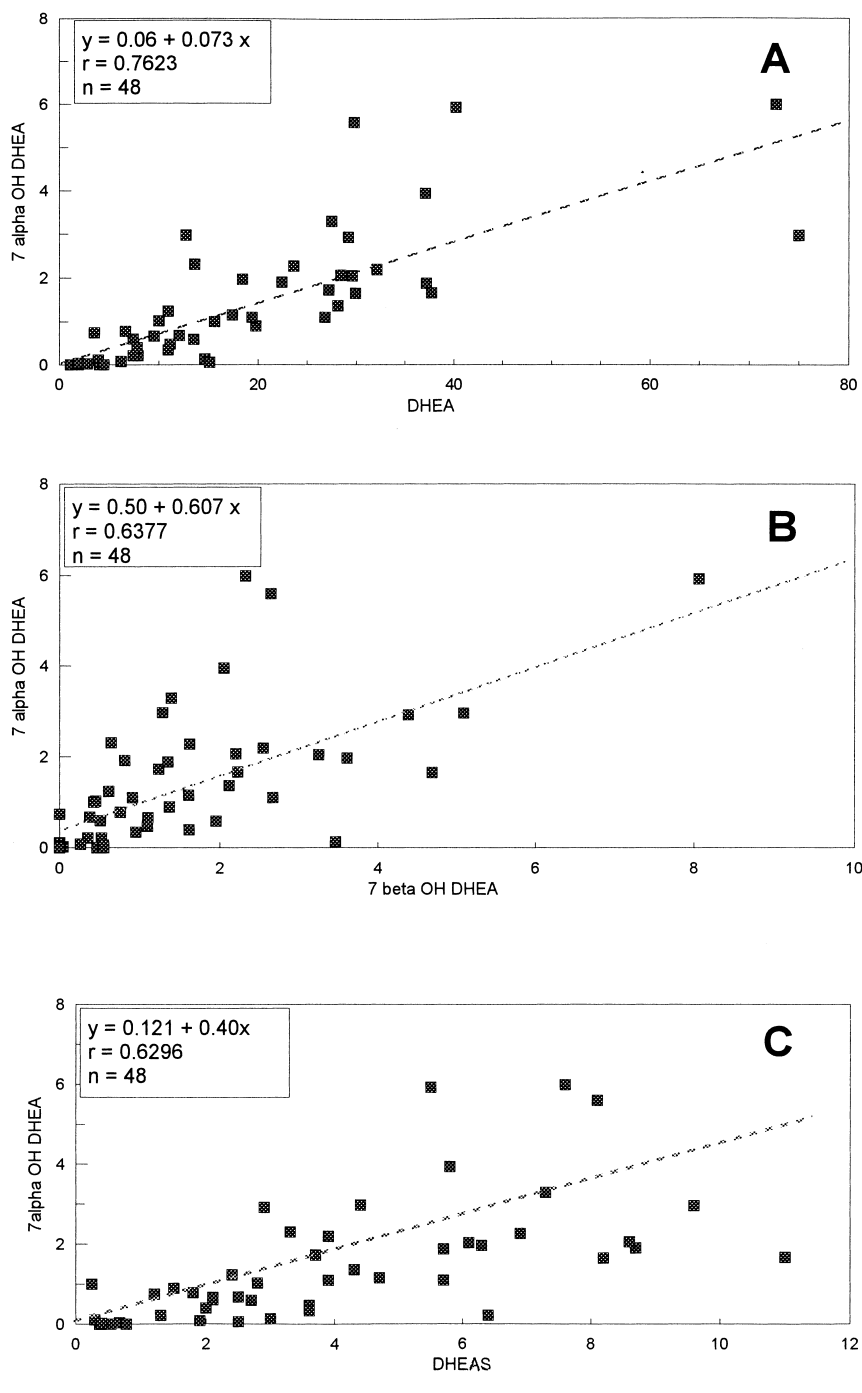 8
y = 0.06 + 0.073 x
r = 0.7623
n = 48
A
6
4
2
0
7 alpha OH DHEA
0 20 40 60 80
DHEA
8
y = 0.50 + 0.607 x
r = 0.6377
n = 48
B
6
4
2
0
7 alpha OH DHEA
0 2 4 6 8 10
7 beta OH DHEA
8
y = 0.121 + 0.40x
r = 0.6296
n = 48
C
6
4
2
0
7alpha OH DHEA
0 2 4 6 8 10 12
DHEAS